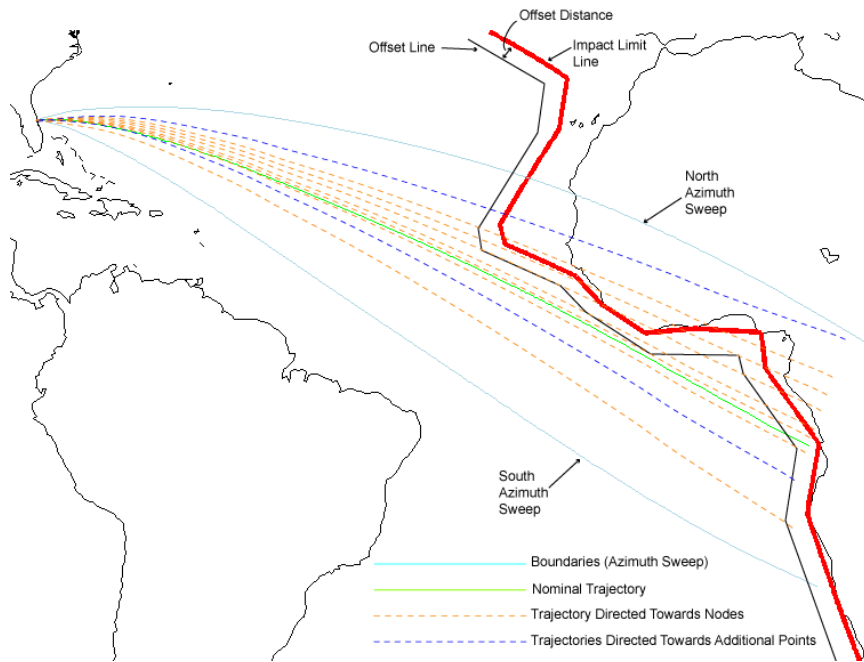 Offset Distance
Offset Line
Impact Limit
Line
North
Azimuth
Sweep
South
Azimuth
Sweep
Boundaries (Azimuth Sweep)
Nominal Trajectory
Trajectory Directed Towards Nodes
Trajectories Directed Towards Additional Points